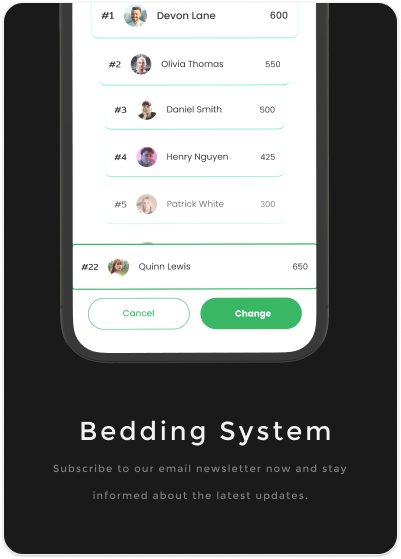 #1 Devon Lane 600
#2 Olivia Thomas 550
#3 Daniel Smith 500
#4 Henry Nguyen 425
#5 Patrick White 300
#22 Quinn Lewis 650
Cancel Change
Bedding System
Subscribe to our email newsletter now and stay
informed about the latest updates.